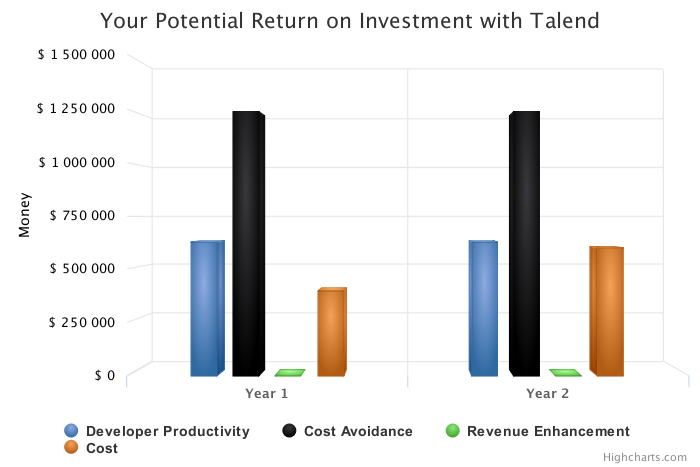 Your Potential Return on Investment with Talend
$ 1 500 000
$ 1 250 000
$ 1 000 000
$ 750 000
$ 500 000
$ 250 000
$ 0
Money
Year 1
Year 2
Developer Productivity
Cost Avoidance
Revenue Enhancement
Cost
Highcharts.com